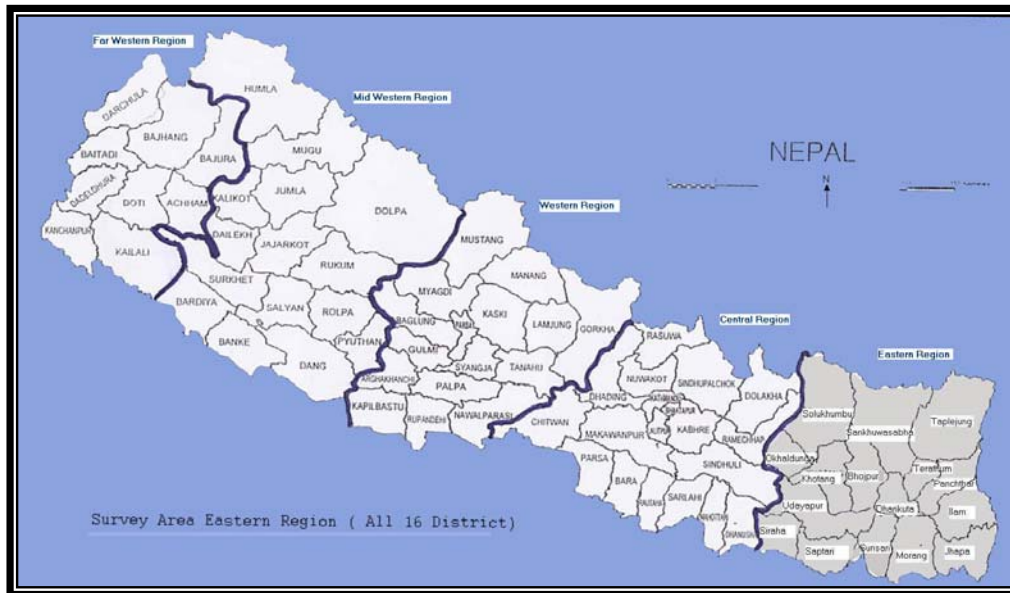 Far Western Region
HUMLA
DARCHULA
Mid Western Region
BAJHANG
BAITADI
BAJURA
MUGU
NEPAL
N
DADELDHURA
DOTI
ACHHAM
KALIKOT
JUMLA
DOLPA
Western Region
KANCHANPUR
KAILALI
DAILEKH
JAJARKOT
MUSTANG
RUKUM
MANANG
SURKHET
MYAGDI
BARDIYA
SALYAN
ROLPA
BAGLUNG
KASKI
LAMJUNG
GORKHA
Central Region
BANKE
PYUTHAN
GULMI
RASUWA
Eastern Region
DANG
SYANGJA
TANAHU
NUWAKOT
SINDHUPALCHOK
ARGHAKHANCHI
PALPA
DHADING
DOLAKHA
KAPILBASTU
RUPANDEHI
NAWALPARASI
CHITWAN
KABHRE
Solukhumbu
Sankhuwasabha
Taplejung
MAKAWANPUR
RAMECHHAP
Okhaldunga
PARSA
SINDHULI
Khotang
Bhojpur
Terathum
Panchthar
BARA
SARLAHI
Udayapur
Dhankuta
Ilam
Survey Area Eastern Region ( All 16 District)
DHANUSHA
Siraha
Saptari
Sunsari
Morang
Jhapa